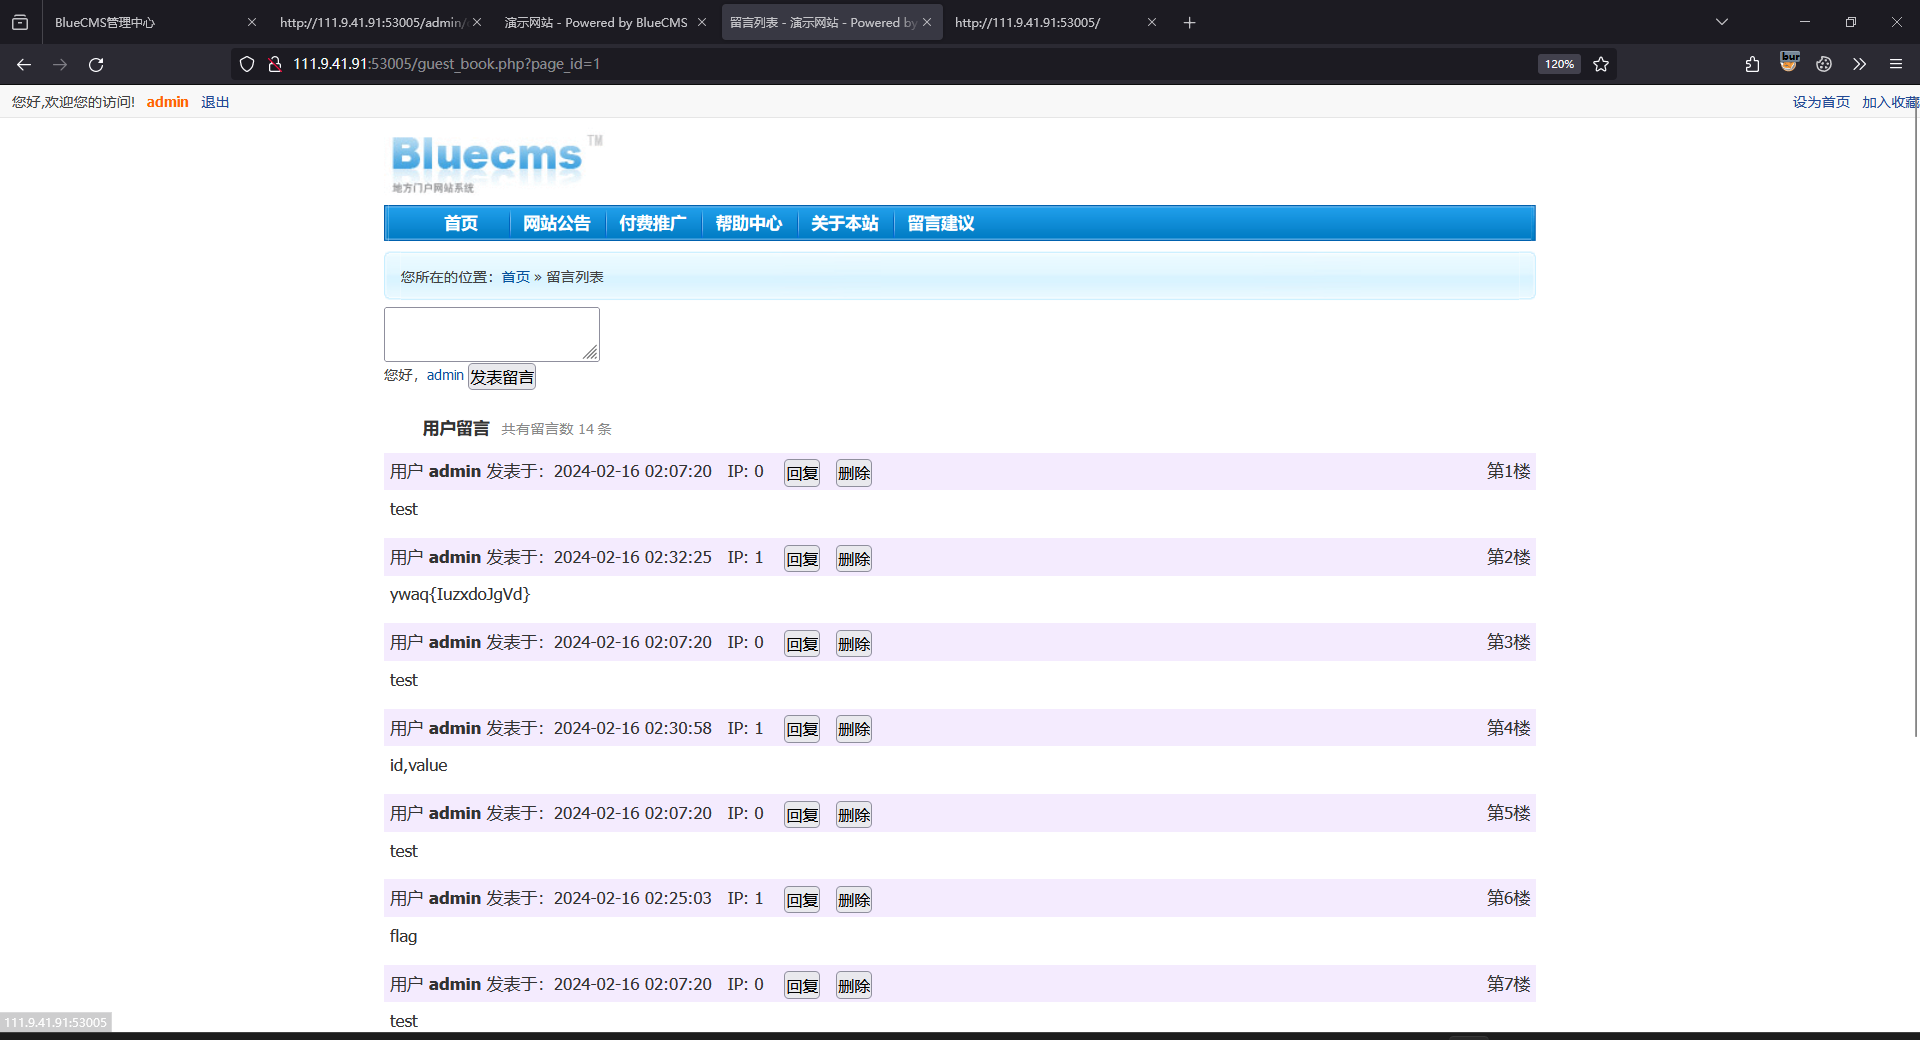 BlueCMS管理中心
http://111.9.41.91:53005/admin/
演示网站 - Powered by BlueCMS
留言列表 - 演示网站 - Powered by
http://111.9.41.91:53005/
111.9.41.91:53005/guest_book.php?page_id=1
120%
您好,欢迎您的访问! admin 退出
设为首页 加入收藏
Bluecms TM
地方门户网站系统
首页 网站公告 付费推广 帮助中心 关于本站 留言建议
您所在的位置：首页 » 留言列表
您好，admin 发表留言
用户留言 共有留言数 14 条
用户 admin 发表于：2024-02-16 02:07:20 IP: 0 回复 删除 第1楼
test
用户 admin 发表于：2024-02-16 02:32:25 IP: 1 回复 删除 第2楼
ywaq{IuzxdoJgVd}
用户 admin 发表于：2024-02-16 02:07:20 IP: 0 回复 删除 第3楼
test
用户 admin 发表于：2024-02-16 02:30:58 IP: 1 回复 删除 第4楼
id,value
用户 admin 发表于：2024-02-16 02:07:20 IP: 0 回复 删除 第5楼
test
用户 admin 发表于：2024-02-16 02:25:03 IP: 1 回复 删除 第6楼
flag
用户 admin 发表于：2024-02-16 02:07:20 IP: 0 回复 删除 第7楼
test
111.9.41.91:53005